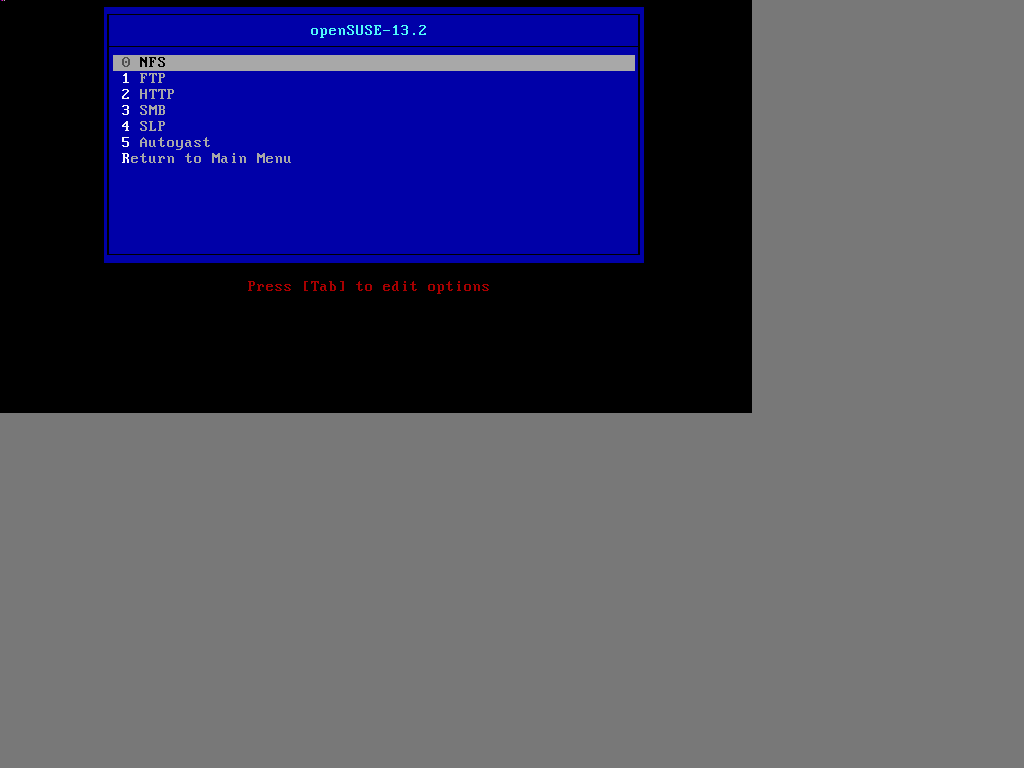 openSUSE-13.2
0 NFS
1 FTP
2 HTTP
3 SMB
4 SLP
5 Autoyast
Return to Main Menu
Press [Tab] to edit options